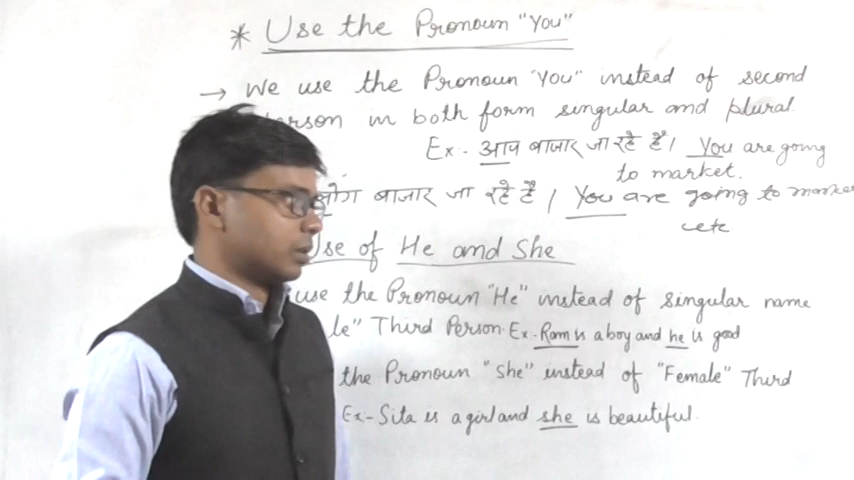 * Use the Pronoun "You"
→ We use the Pronoun "You" instead of second
person in both form singular and plural.
Ex- आप बाजार जा रहे हैं। You are going
to market.
लोग बाजार जा रहे हैं। You are going to market
etc
Use of He and She
use the Pronoun "He" instead of singular name
le" Third Person. Ex- Ram is a boy and he is good
the Pronoun "She" instead of "Female" Third
Ex- Sita is a girl and she is beautiful.